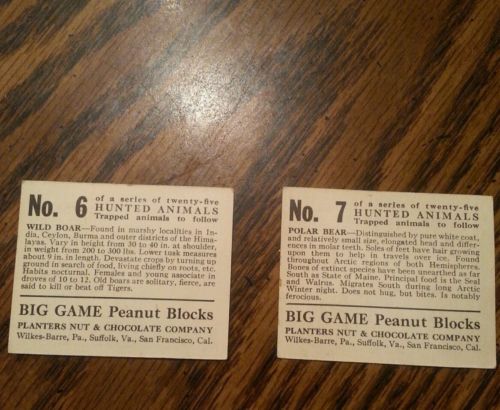 No. 6
of a series of twenty-five
HUNTED ANIMALS
Trapped animals to follow
WILD BOAR—Found in marshy localities in In-
dia, Ceylon, Burma and outer districts of the Hima-
layas. Vary in height from 30 to 40 in. at shoulder,
in weight from 200 to 300 lbs. Lower tusk measures
about 9 in. in length. Devastate crops by turning up
ground in search of food, living chiefly on roots, etc.
Habits nocturnal. Females and young associate in
droves of 10 to 12. Old boars are solitary, fierce, are
said to kill or beat off Tigers.
BIG GAME Peanut Blocks
PLANTERS NUT & CHOCOLATE COMPANY
Wilkes-Barre, Pa., Suffolk, Va., San Francisco, Cal.
No. 7
of a series of twenty-five
HUNTED ANIMALS
Trapped animals to follow
POLAR BEAR—Distinguished by pure white coat,
and relatively small size, elongated head and differ-
ences in molar teeth. Soles of feet have hair growing
upon them to help in travels over ice. Found
throughout Arctic regions of both Hemispheres.
Bones of extinct species have been unearthed as far
South as State of Maine. Principal food is the Seal
and Walrus. Migrates South during long Arctic
Winter night. Does not hug, but bites. Is notably
ferocious.
BIG GAME Peanut Blocks
PLANTERS NUT & CHOCOLATE COMPANY
Wilkes-Barre, Pa., Suffolk, Va., San Francisco, Cal.